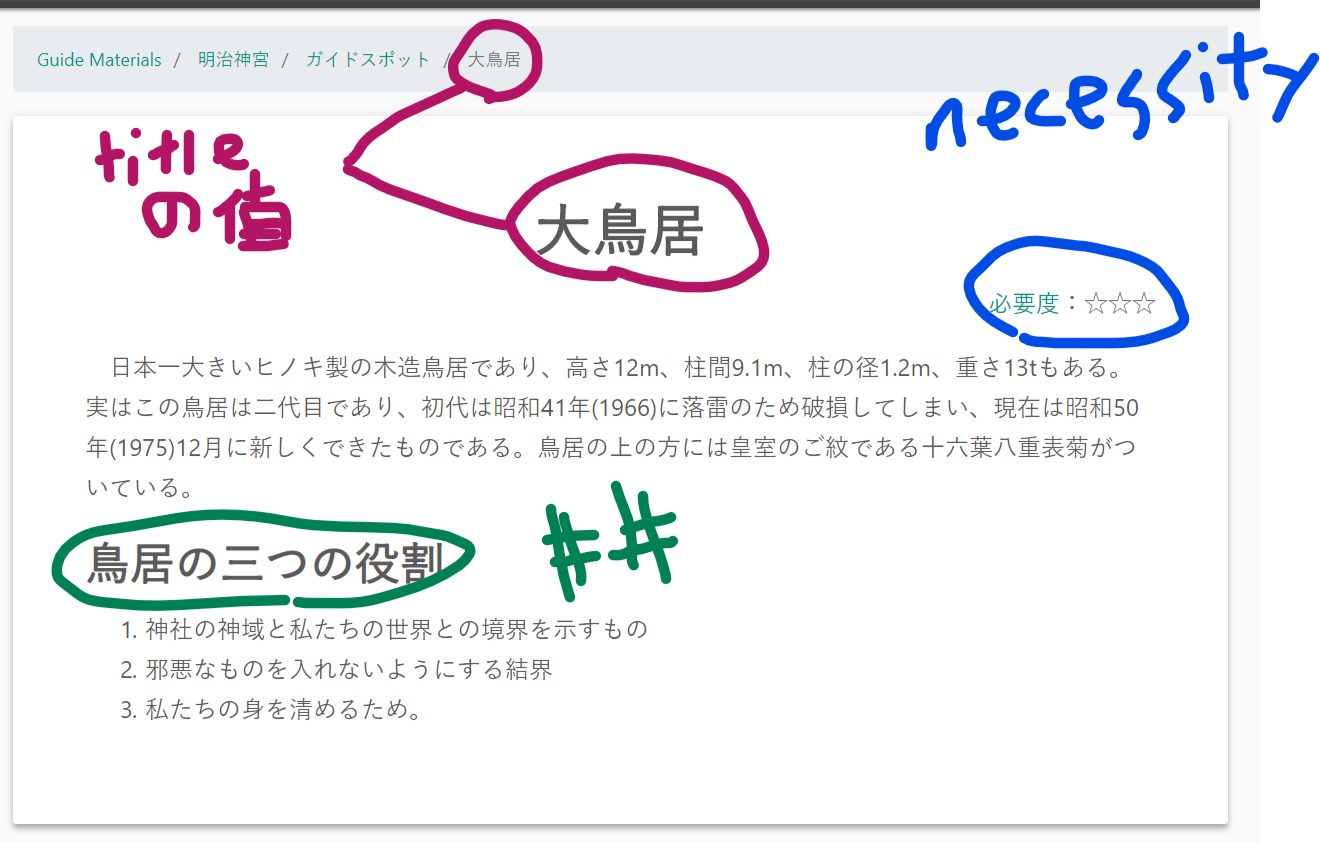 Guide Materials / 明治神宮 / ガイドスポット / 大鳥居
necessity
title
の値
大鳥居
必要度：☆☆☆
日本一大きいヒノキ製の木造鳥居であり、高さ12m、柱間9.1m、柱の径1.2m、重さ13tもある。
実はこの鳥居は二代目であり、初代は昭和41年(1966)に落雷のため破損してしまい、現在は昭和50
年(1975)12月に新しくできたものである。鳥居の上の方には皇室のご紋である十六葉八重表菊がつ
いている。
鳥居の三つの役割
##
1. 神社の神域と私たちの世界との境界を示すもの
2. 邪悪なものを入れないようにする結界
3. 私たちの身を清めるため。